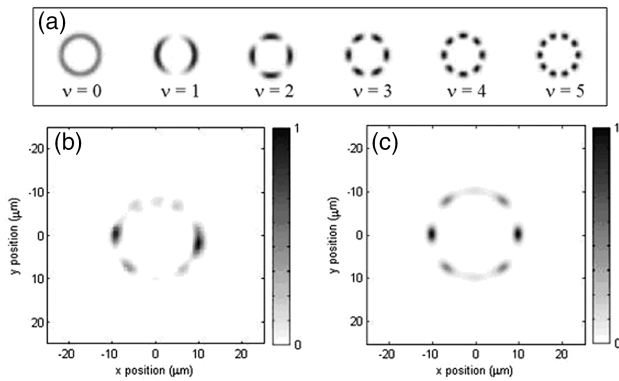 (a)
ν = 0 ν = 1 ν = 2 ν = 3 ν = 4 ν = 5
(b)
-20
-10
0
10
20
y position (μm)
-20 -10 0 10 20
x position (μm)
1
0
(c)
-20
-10
0
10
20
y position (μm)
-20 -10 0 10 20
x position (μm)
1
0